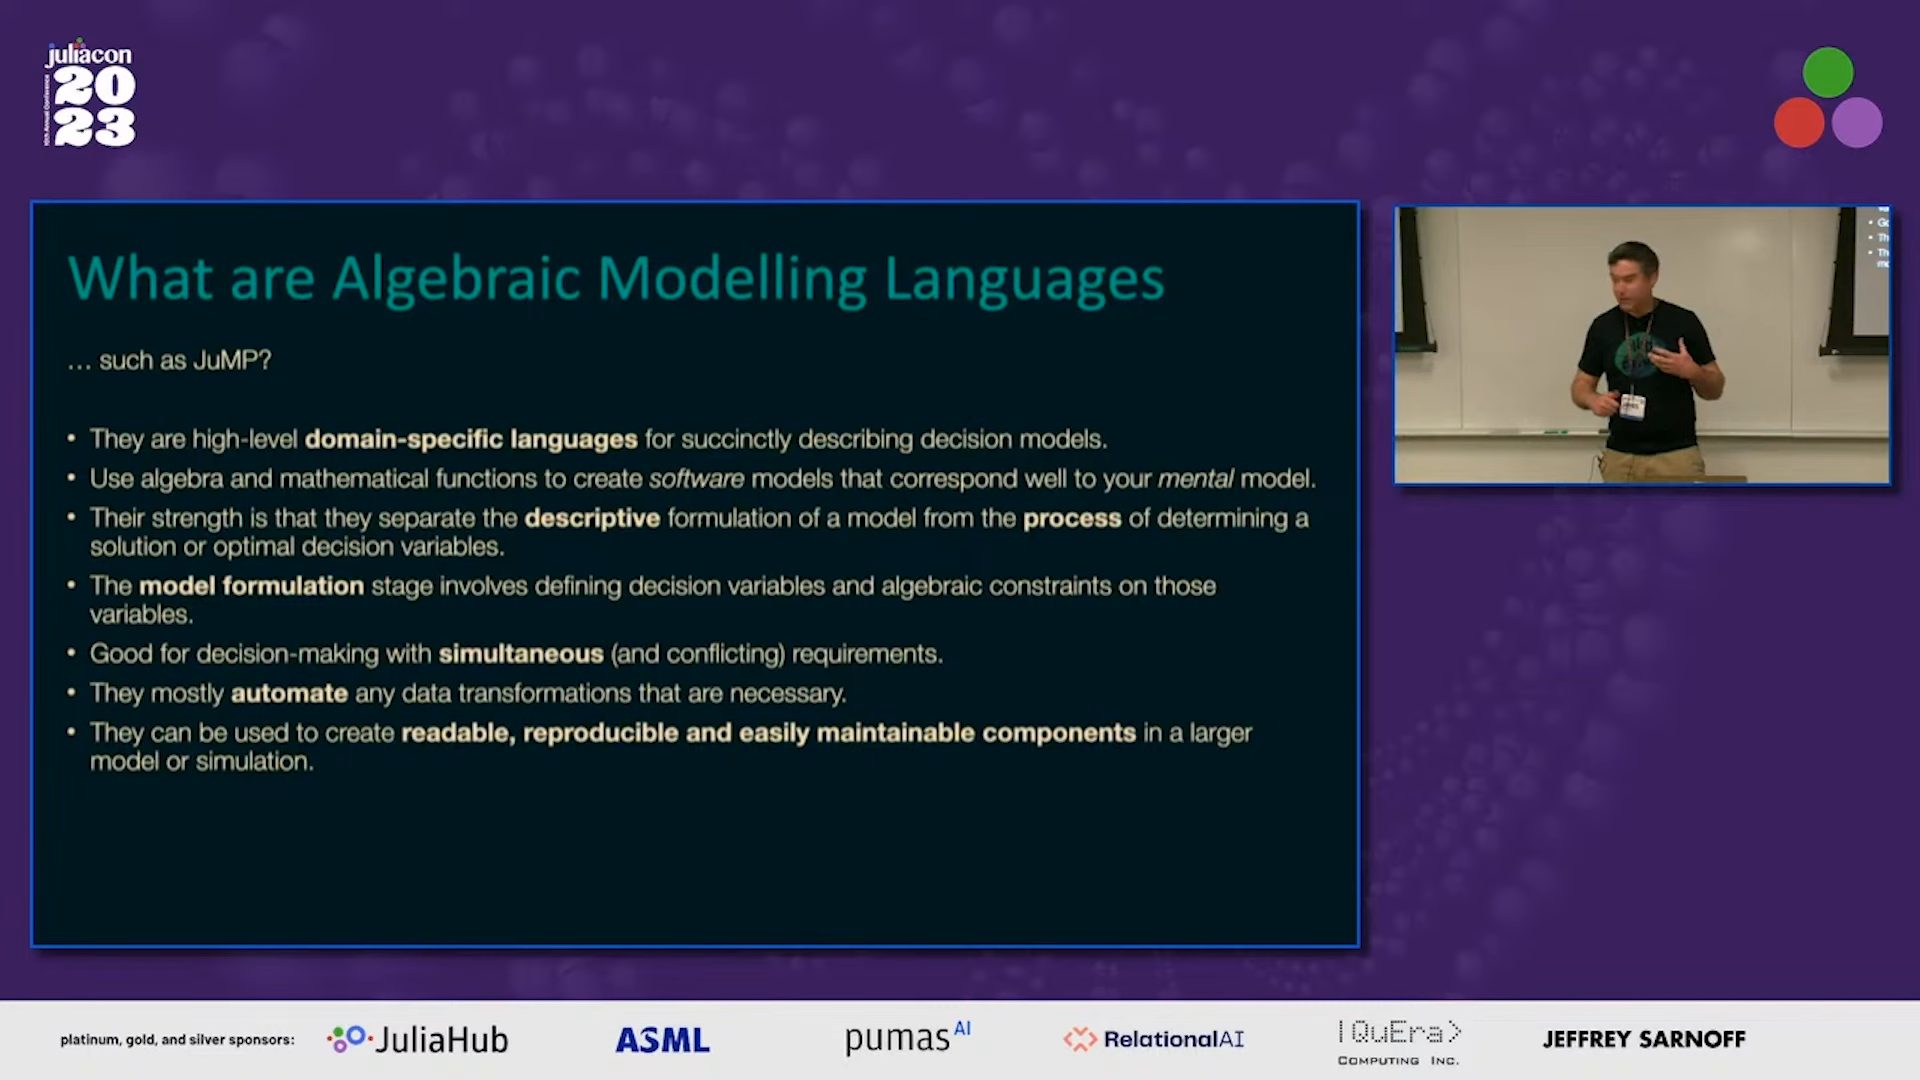 juliacon
20
23
10th Annual Conference
What are Algebraic Modelling Languages
… such as JuMP?
• They are high-level domain-specific languages for succinctly describing decision models.
• Use algebra and mathematical functions to create software models that correspond well to your mental model.
• Their strength is that they separate the descriptive formulation of a model from the process of determining a
solution or optimal decision variables.
• The model formulation stage involves defining decision variables and algebraic constraints on those
variables.
• Good for decision-making with simultaneous (and conflicting) requirements.
• They mostly automate any data transformations that are necessary.
• They can be used to create readable, reproducible and easily maintainable components in a larger
model or simulation.
platinum, gold, and silver sponsors:
JuliaHub
ASML
pumasAI
RelationalAI
|QuEra>
COMPUTING INC.
JEFFREY SARNOFF